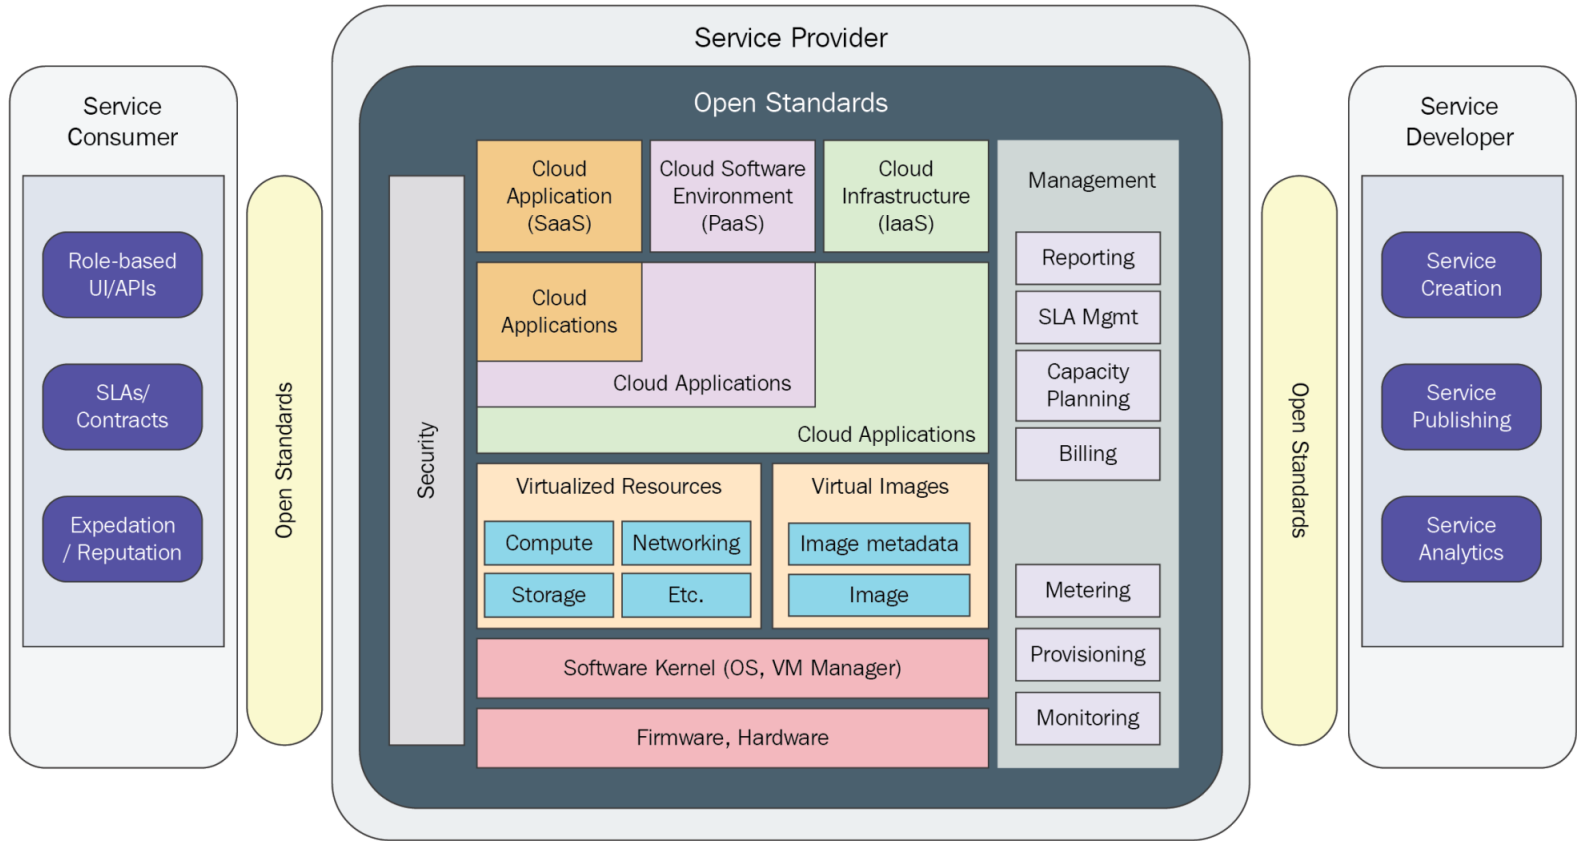 Service Provider
Service
Consumer
Role-based
UI/APIs
SLAs/
Contracts
Expedation
/ Reputation
Open Standards
Open Standards
Security
Cloud
Application
(SaaS)
Cloud Software
Environment
(PaaS)
Cloud
Infrastructure
(IaaS)
Cloud
Applications
Cloud Applications
Cloud Applications
Virtualized Resources
Compute
Networking
Storage
Etc.
Virtual Images
Image metadata
Image
Software Kernel (OS, VM Manager)
Firmware, Hardware
Management
Reporting
SLA Mgmt
Capacity
Planning
Billing
Metering
Provisioning
Monitoring
Open Standards
Service
Developer
Service
Creation
Service
Publishing
Service
Analytics